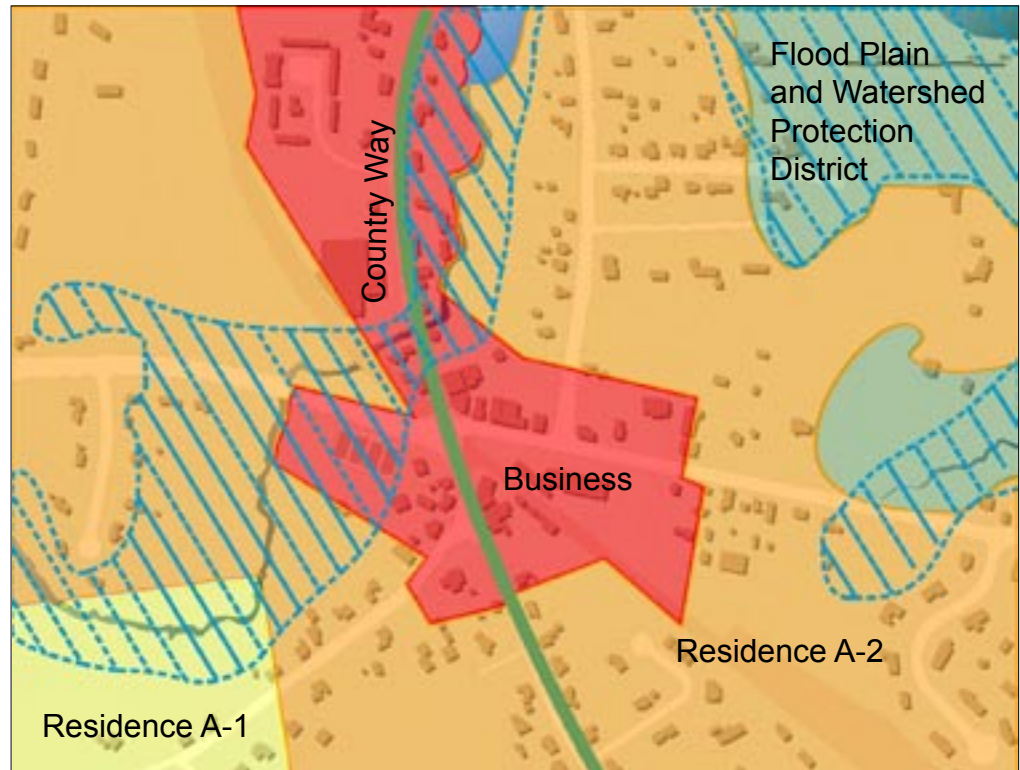 Flood Plain
and Watershed
Protection
District
Country Way
Business
Residence A-2
Residence A-1